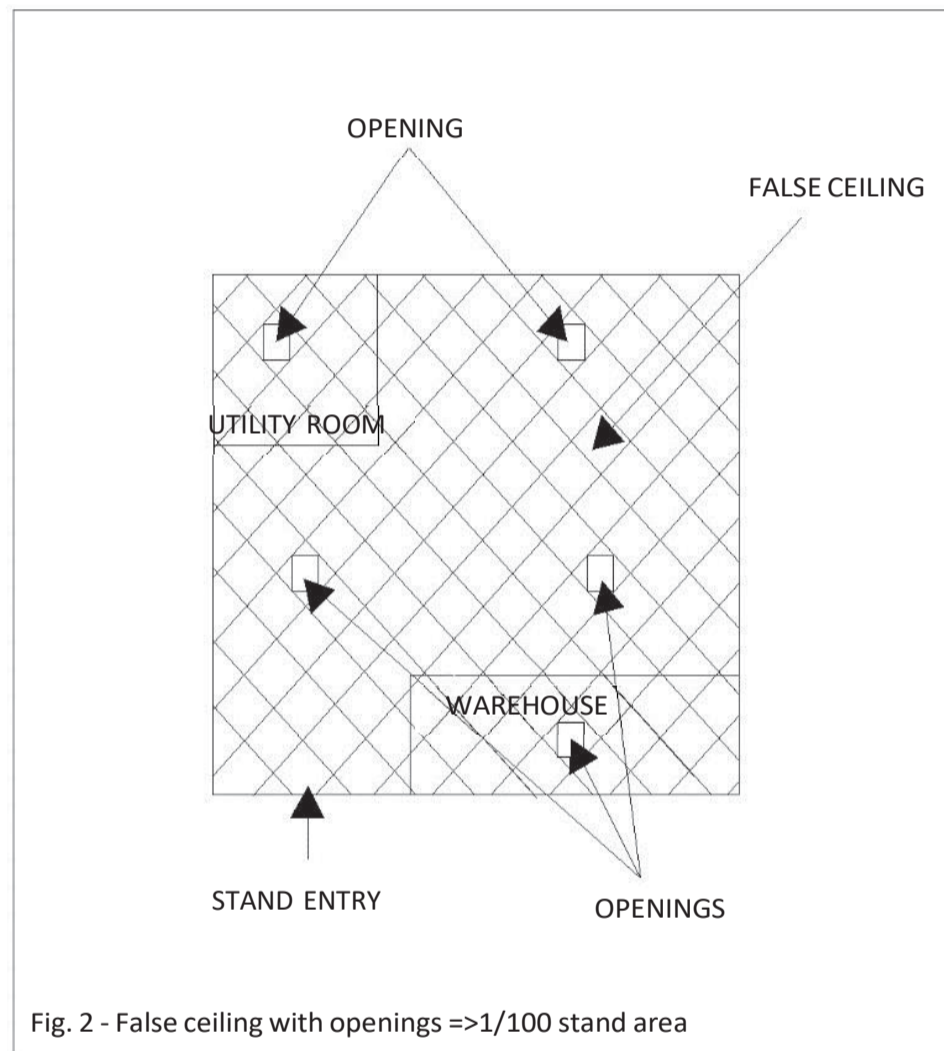 OPENING
FALSE CEILING
UTILITY ROOM
WAREHOUSE
STAND ENTRY
OPENINGS
Fig. 2 - False ceiling with openings =>1/100 stand area